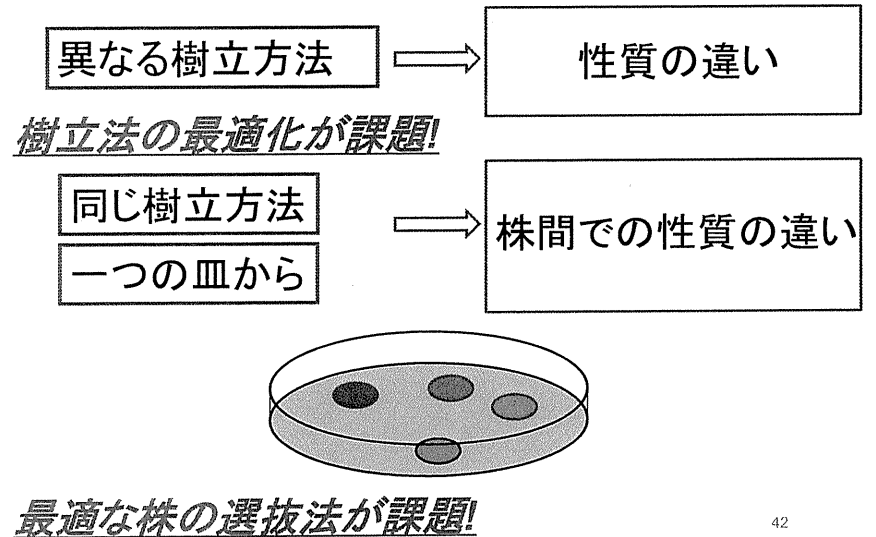 異なる樹立方法
性質の違い
樹立法の最適化が課題!
同じ樹立方法
一つの皿から
株間での性質の違い
最適な株の選抜法が課題!
42